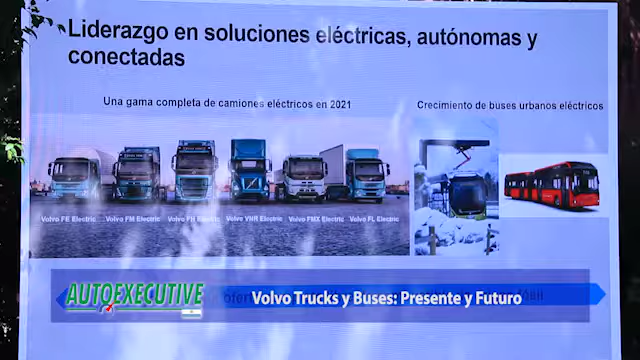 Liderazgo en soluciones eléctricas, autónomas y
conectadas
Una gama completa de camiones eléctricos en 2021
Crecimiento de buses urbanos eléctricos
Volvo FE Electric
Volvo FM Electric
Volvo FH Electric
Volvo VNR Electric
Volvo FMX Electric
Volvo FL Electric
AUTOEXECUTIVE
Volvo Trucks y Buses: Presente y Futuro